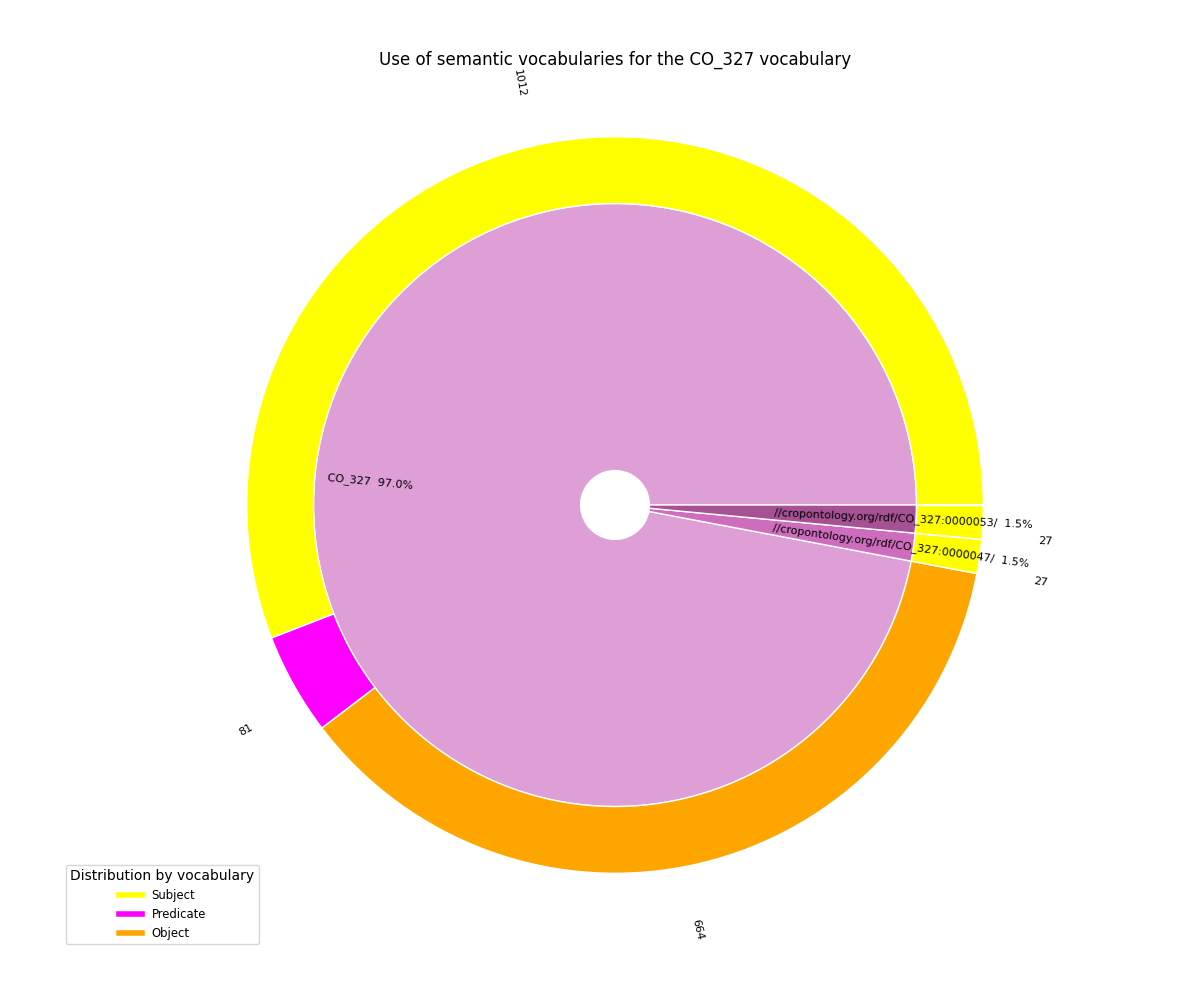 Use of semantic vocabularies for the CO_327 vocabulary
1012
CO_327 97.0%
//cropontology.org/rdf/CO_327:0000053/ 1.5%
27
//cropontology.org/rdf/CO_327:0000047/ 1.5%
27
81
664
Distribution by vocabulary
Subject
Predicate
Object